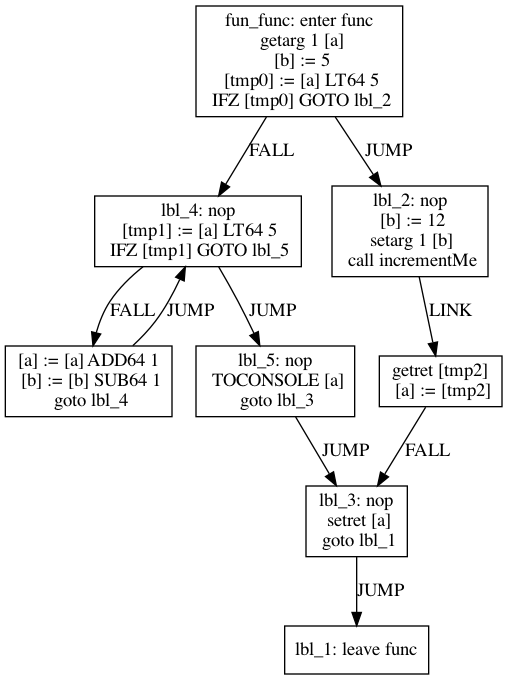 fun_func: enter func
getarg 1 [a]
[b] := 5
[tmp0] := [a] LT64 5
IFZ [tmp0] GOTO lbl_2
FALL
JUMP
lbl_4: nop
[tmp1] := [a] LT64 5
IFZ [tmp1] GOTO lbl_5
lbl_2: nop
[b] := 12
setarg 1 [b]
call incrementMe
FALL
JUMP
JUMP
LINK
[a] := [a] ADD64 1
[b] := [b] SUB64 1
goto lbl_4
lbl_5: nop
TOCONSOLE [a]
goto lbl_3
getret [tmp2]
[a] := [tmp2]
JUMP
FALL
lbl_3: nop
setret [a]
goto lbl_1
JUMP
lbl_1: leave func